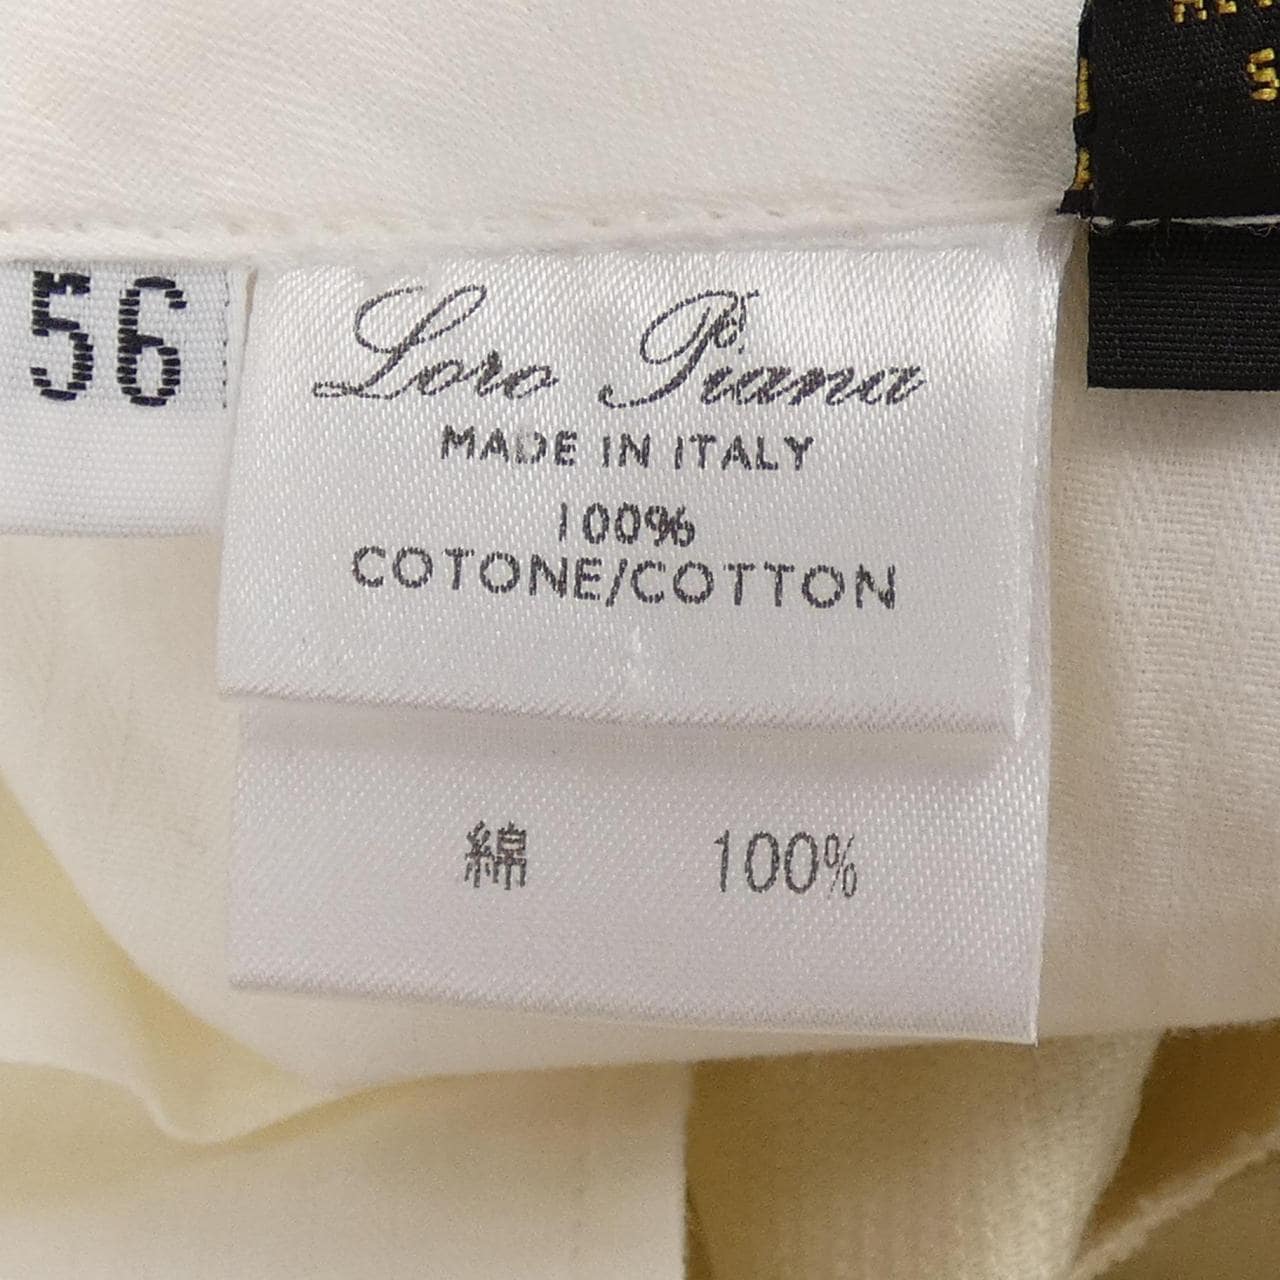 56
Loro Piana
MADE IN ITALY
100%
COTONE/COTTON
綿 100%